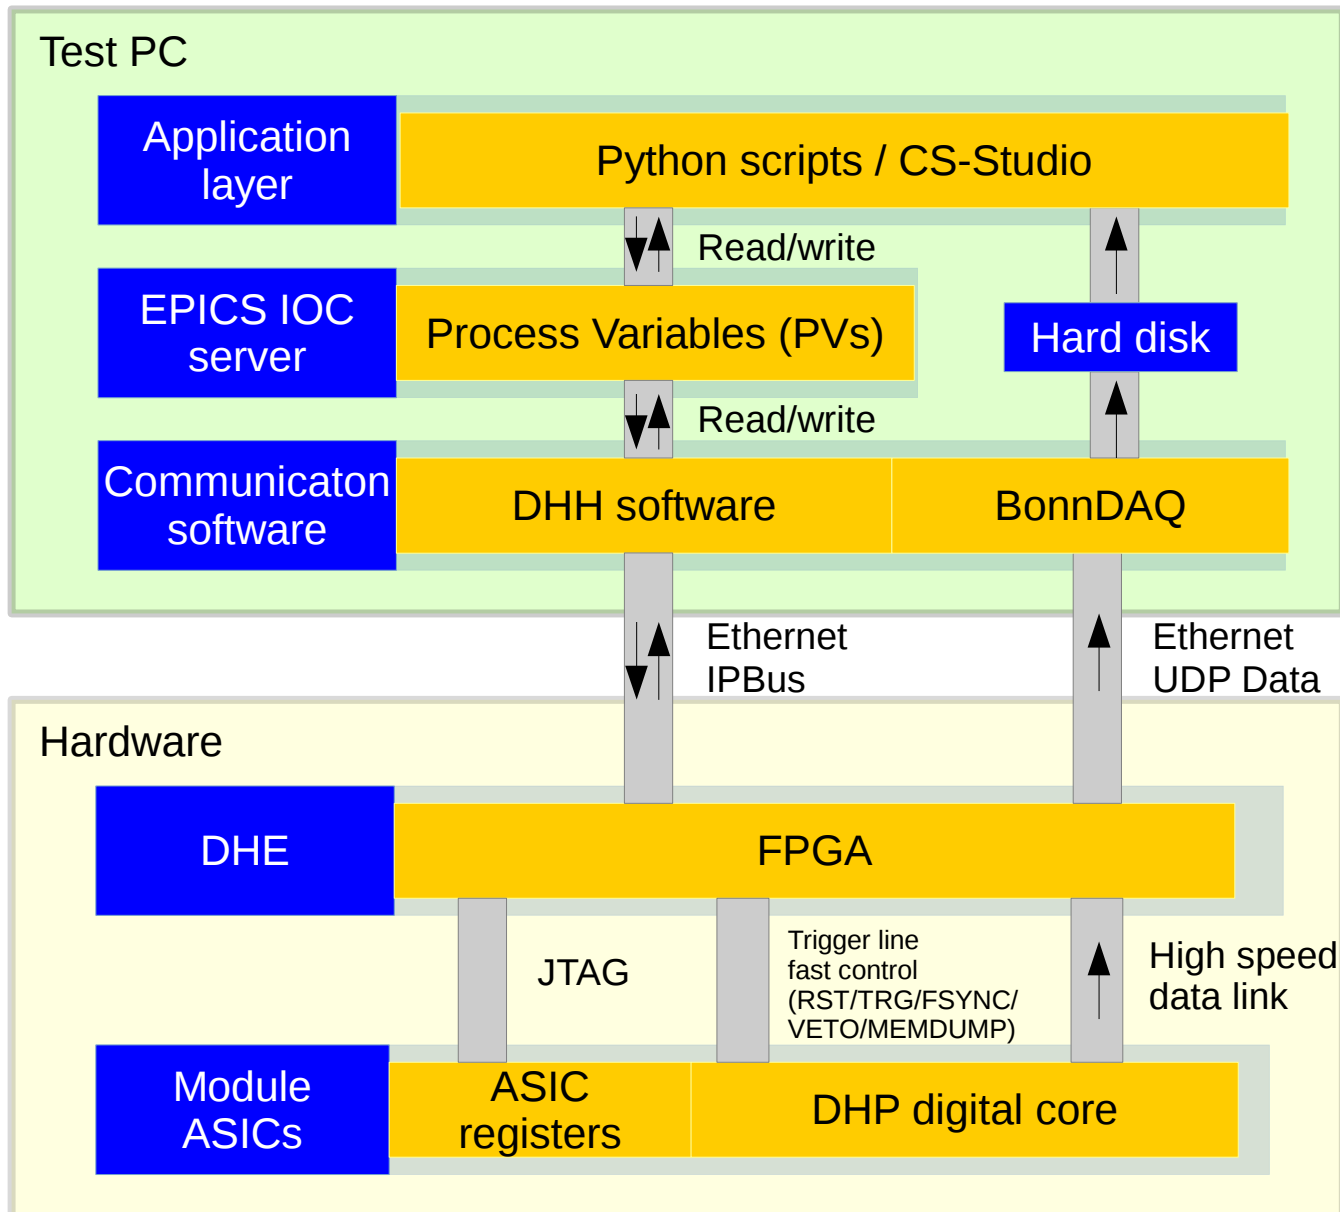 Test PC
Application
layer
Python scripts / CS-Studio
Read/write
EPICS IOC
server
Process Variables (PVs)
Hard disk
Read/write
Communicaton
software
DHH software
BonnDAQ
Ethernet
IPBus
Ethernet
UDP Data
Hardware
DHE
FPGA
JTAG
Trigger line
fast control
(RST/TRG/FSYNC/
VETO/MEMDUMP)
High speed
data link
Module
ASICs
ASIC
registers
DHP digital core